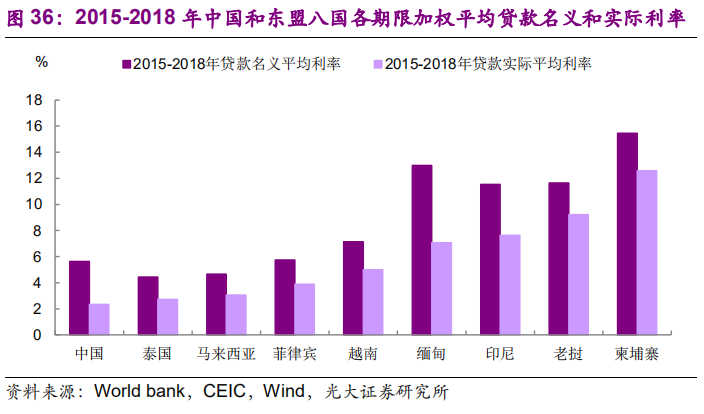 图 36：2015-2018 年中国和东盟八国各期限加权平均贷款名义和实际利率
%
2015-2018年贷款名义平均利率 2015-2018年贷款实际平均利率
18
16
14
12
10
8
6
4
2
0
中国 泰国 马来西亚 菲律宾 越南 缅甸 印尼 老挝 柬埔寨
资料来源：World bank，CEIC，Wind，光大证券研究所